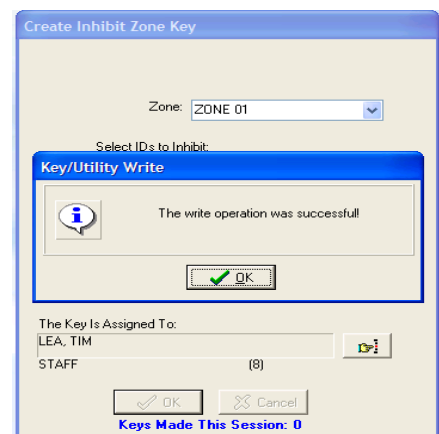 Create Inhibit Zone Key
Zone: ZONE 01
Select IDs to Inhibit:
Key/Utility Write
The write operation was successful!
OK
The Key Is Assigned To:
LEA, TIM
STAFF (8)
OK Cancel
Keys Made This Session: 0